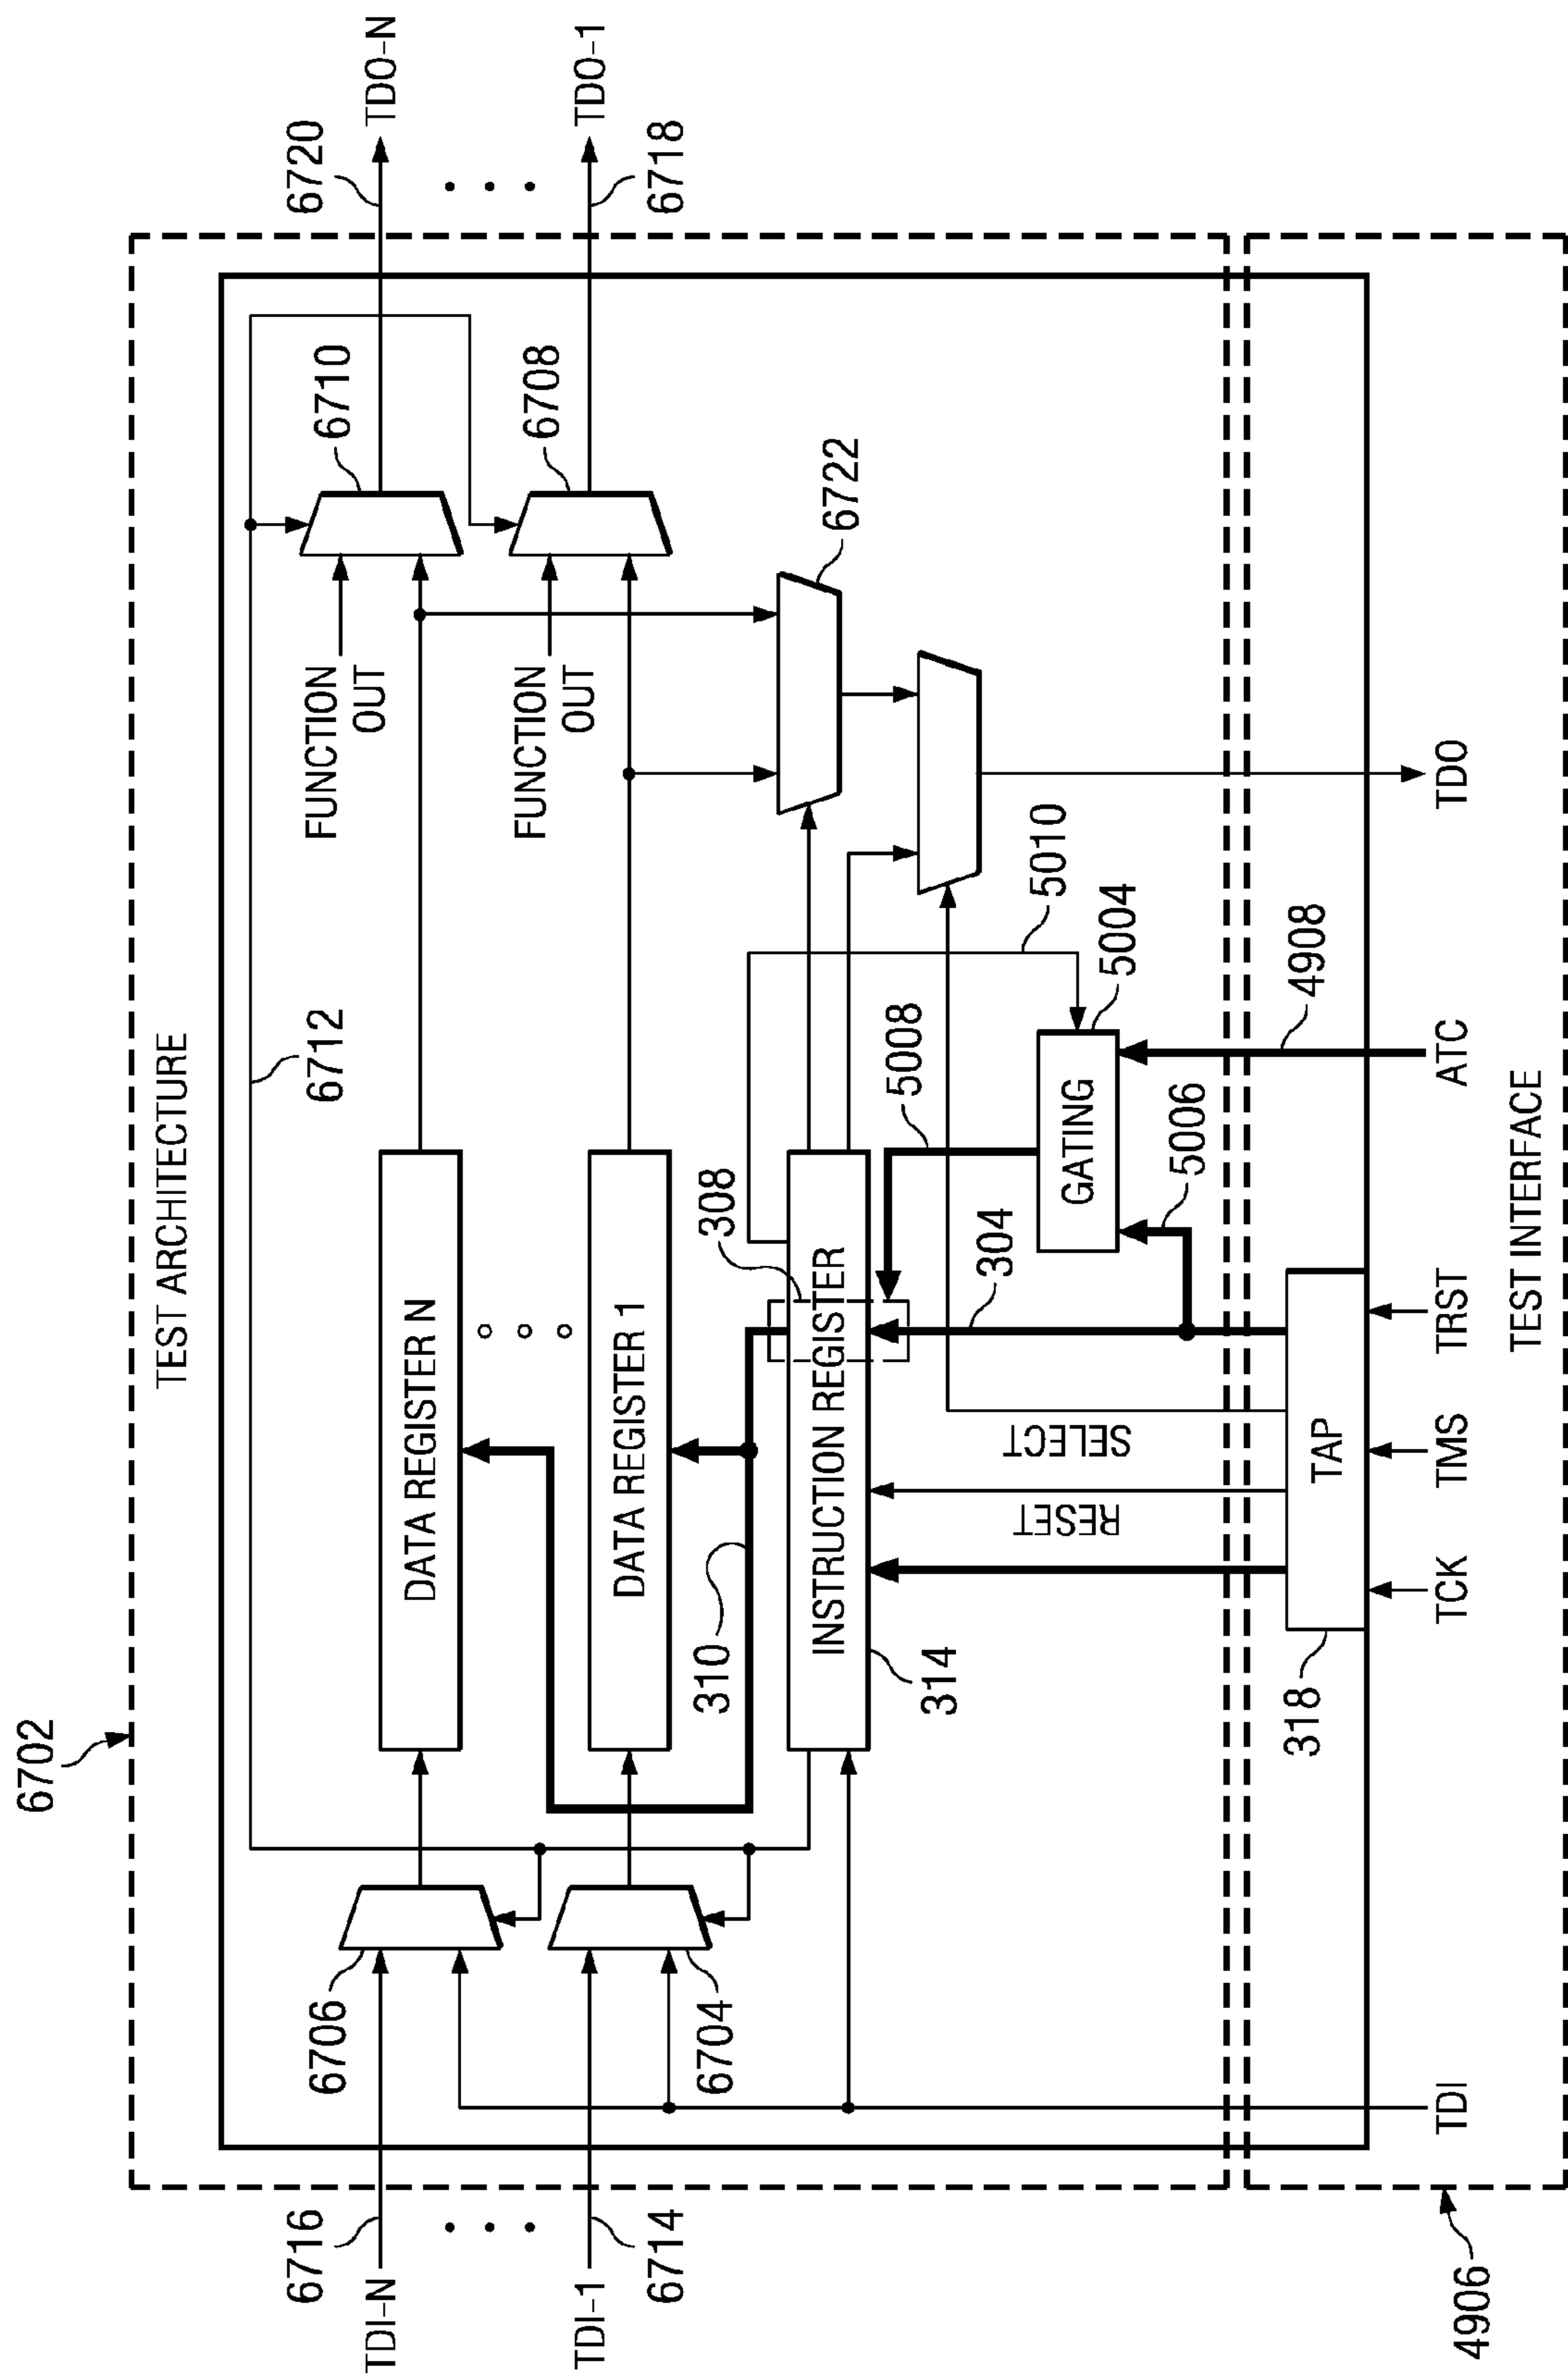 6702
TEST ARCHITECTURE
6712
6716
TDI-N
6706
DATA REGISTER N
FUNCTION
OUT
6710
6720
TDO-N
6714
TDI-1
6704
DATA REGISTER 1
FUNCTION
OUT
6708
6718
TDO-1
310
308
INSTRUCTION REGISTER
314
6722
5008
5010
304
GATING
5004
5006
RESET
SELECT
318
TAP
4908
TDI
TCK
TMS
TRST
ATC
TDO
TEST INTERFACE
4906